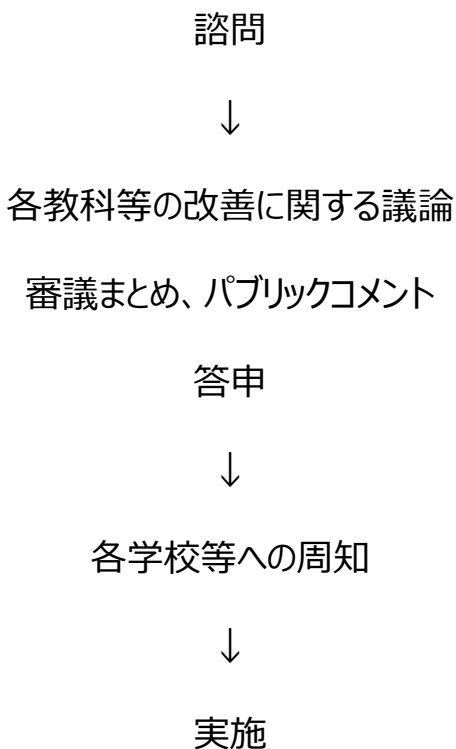 諮問
↓
各教科等の改善に関する議論
審議まとめ、パブリックコメント
答申
↓
各学校等への周知
↓
実施